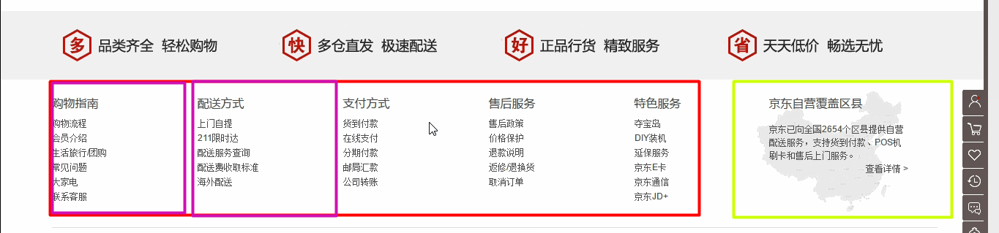 多 品类齐全 轻松购物
快 多仓直发 极速配送
好 正品行货 精致服务
省 天天低价 畅选无忧
购物指南
购物流程
会员介绍
生活旅行/团购
常见问题
大家电
联系客服
配送方式
上门自提
211限时达
配送服务查询
配送费收取标准
海外配送
支付方式
货到付款
在线支付
分期付款
邮局汇款
公司转账
售后服务
售后政策
价格保护
退款说明
返修/退换货
取消订单
特色服务
夺宝岛
DIY装机
延保服务
京东E卡
京东通信
京东JD+
京东自营覆盖区县
京东已向全国2654个区县提供自营
配送服务，支持货到付款、POS机
刷卡和售后上门服务。
查看详情 >